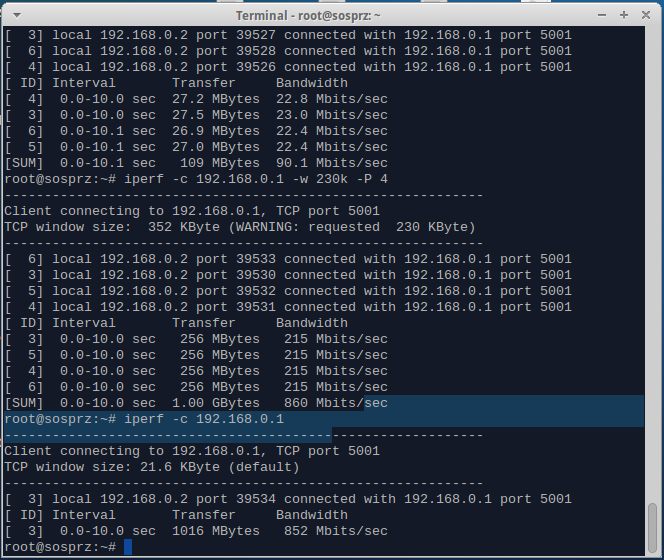 Terminal - root@sosprz: ~
[  3] local 192.168.0.2 port 39527 connected with 192.168.0.1 port 5001
[  6] local 192.168.0.2 port 39528 connected with 192.168.0.1 port 5001
[  4] local 192.168.0.2 port 39526 connected with 192.168.0.1 port 5001
[ ID] Interval       Transfer     Bandwidth
[  4]  0.0-10.0 sec  27.2 MBytes  22.8 Mbits/sec
[  3]  0.0-10.0 sec  27.5 MBytes  23.0 Mbits/sec
[  6]  0.0-10.1 sec  26.9 MBytes  22.4 Mbits/sec
[  5]  0.0-10.1 sec  27.0 MBytes  22.4 Mbits/sec
[SUM]  0.0-10.1 sec   109 MBytes  90.1 Mbits/sec
root@sosprz:~# iperf -c 192.168.0.1 -w 230k -P 4
------------------------------------------------------------
Client connecting to 192.168.0.1, TCP port 5001
TCP window size:  352 KByte (WARNING: requested  230 KByte)
------------------------------------------------------------
[  6] local 192.168.0.2 port 39533 connected with 192.168.0.1 port 5001
[  3] local 192.168.0.2 port 39530 connected with 192.168.0.1 port 5001
[  5] local 192.168.0.2 port 39532 connected with 192.168.0.1 port 5001
[  4] local 192.168.0.2 port 39531 connected with 192.168.0.1 port 5001
[ ID] Interval       Transfer     Bandwidth
[  3]  0.0-10.0 sec   256 MBytes   215 Mbits/sec
[  5]  0.0-10.0 sec   256 MBytes   215 Mbits/sec
[  4]  0.0-10.0 sec   256 MBytes   215 Mbits/sec
[  6]  0.0-10.0 sec   256 MBytes   215 Mbits/sec
[SUM]  0.0-10.0 sec  1.00 GBytes   860 Mbits/sec
root@sosprz:~# iperf -c 192.168.0.1
------------------------------------------------------------
Client connecting to 192.168.0.1, TCP port 5001
TCP window size: 21.6 KByte (default)
------------------------------------------------------------
[  3] local 192.168.0.2 port 39534 connected with 192.168.0.1 port 5001
[ ID] Interval       Transfer     Bandwidth
[  3]  0.0-10.0 sec  1016 MBytes   852 Mbits/sec
root@sosprz:~#